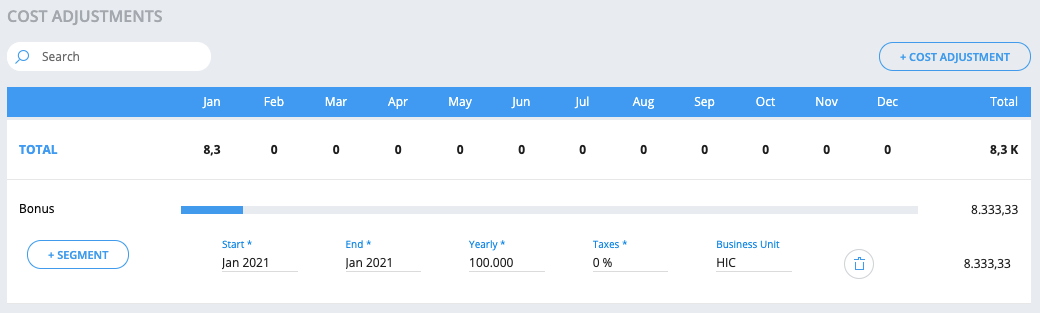 COST ADJUSTMENTS
Search
+ COST ADJUSTMENT
Jan Feb Mar Apr May Jun Jul Aug Sep Oct Nov Dec Total
TOTAL 8,3 0 0 0 0 0 0 0 0 0 0 0 8,3 K
Bonus 8.333,33
Start * End * Yearly * Taxes * Business Unit
+ SEGMENT Jan 2021 Jan 2021 100.000 0 % HIC 8.333,33